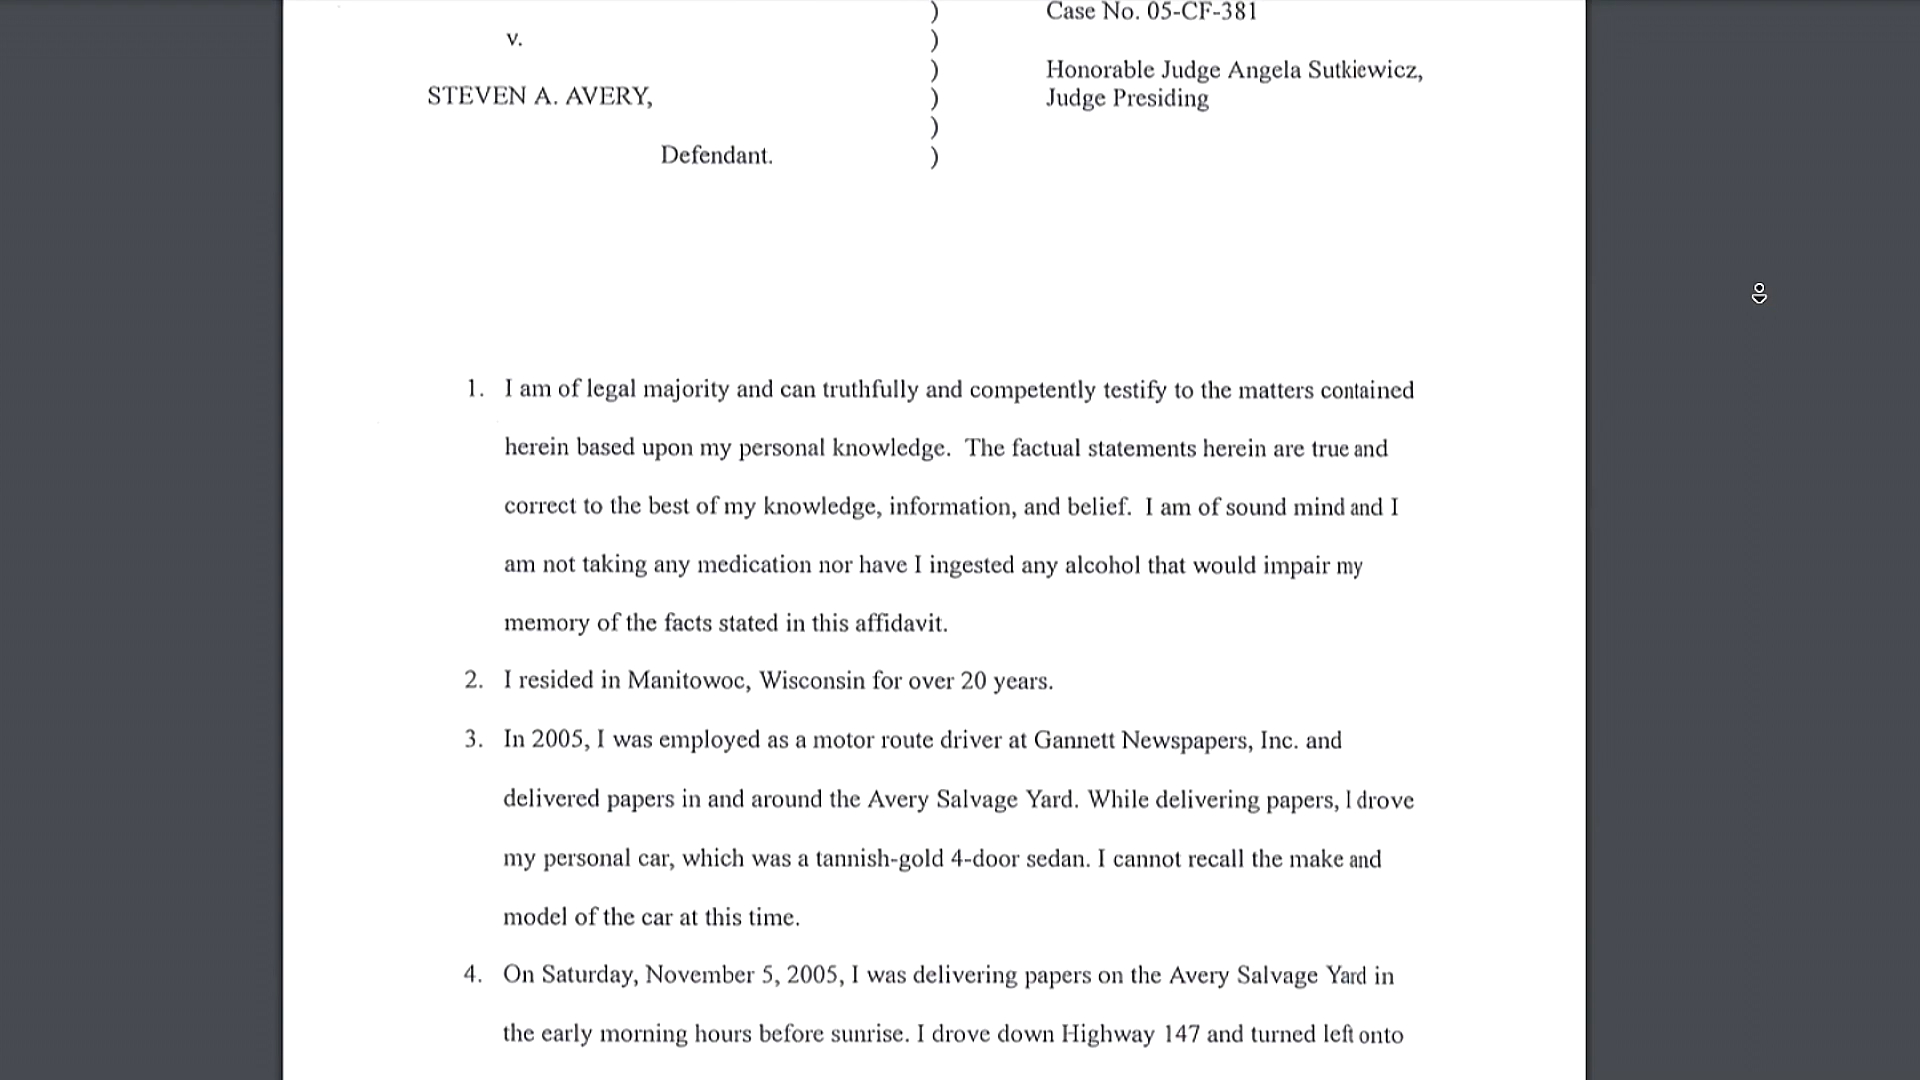 ) Case No. 05-CF-381
v. )
) Honorable Judge Angela Sutkiewicz,
STEVEN A. AVERY, ) Judge Presiding
)
Defendant. )
1. I am of legal majority and can truthfully and competently testify to the matters contained
herein based upon my personal knowledge. The factual statements herein are true and
correct to the best of my knowledge, information, and belief. I am of sound mind and I
am not taking any medication nor have I ingested any alcohol that would impair my
memory of the facts stated in this affidavit.
2. I resided in Manitowoc, Wisconsin for over 20 years.
3. In 2005, I was employed as a motor route driver at Gannett Newspapers, Inc. and
delivered papers in and around the Avery Salvage Yard. While delivering papers, I drove
my personal car, which was a tannish-gold 4-door sedan. I cannot recall the make and
model of the car at this time.
4. On Saturday, November 5, 2005, I was delivering papers on the Avery Salvage Yard in
the early morning hours before sunrise. I drove down Highway 147 and turned left onto